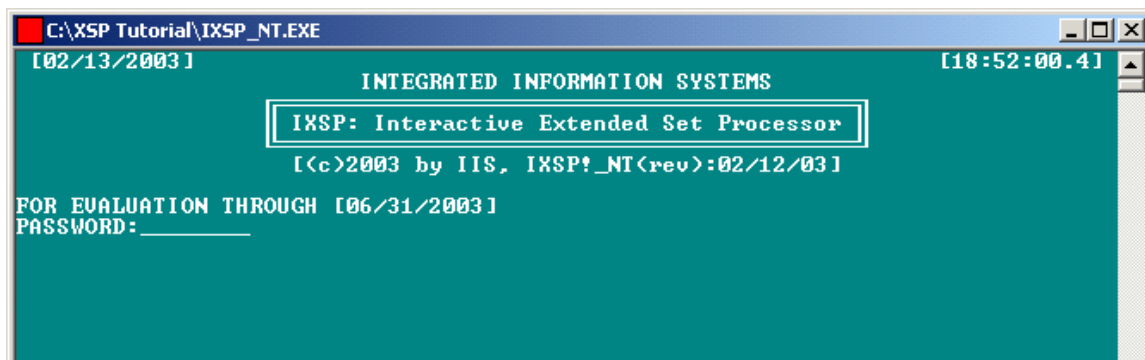 C:\XSP Tutorial\IXSP_NT.EXE
[02/13/2003] [18:52:00.4]
INTEGRATED INFORMATION SYSTEMS
IXSP: Interactive Extended Set Processor
[(c)2003 by IIS, IXSP!_NT(rev):02/12/03]
FOR EVALUATION THROUGH [06/31/2003]
PASSWORD:_________